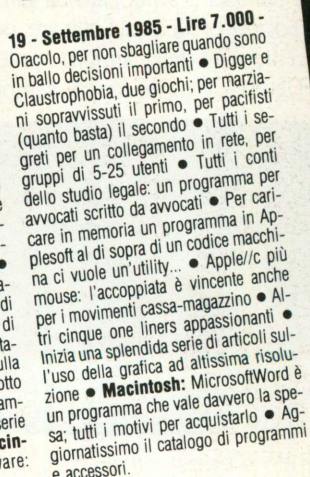 19 - Settembre 1985 - Lire 7.000 -
Oracolo, per non sbagliare quando sono
in ballo decisioni importanti ● Digger e
Claustrophobia, due giochi; per marzia-
ni sopravvissuti il primo, per pacifisti
(quanto basta) il secondo ● Tutti i se-
greti per un collegamento in rete, per
gruppi di 5-25 utenti ● Tutti i conti
dello studio legale: un programma per
avvocati scritto da avvocati ● Per cari-
care in memoria un programma in Ap-
plesoft al di sopra di un codice macchi-
na ci vuole un'utility... ● Apple//c più
mouse: l'accoppiata è vincente anche
per i movimenti cassa-magazzino ● Al-
tri cinque one liners appassionanti ●
Inizia una splendida serie di articoli sul-
l'uso della grafica ad altissima risolu-
zione ● Macintosh: MicrosoftWord è
un programma che vale davvero la spe-
sa; tutti i motivi per acquistarlo ● Ag-
giornatissimo il catalogo di programmi
e accessori.